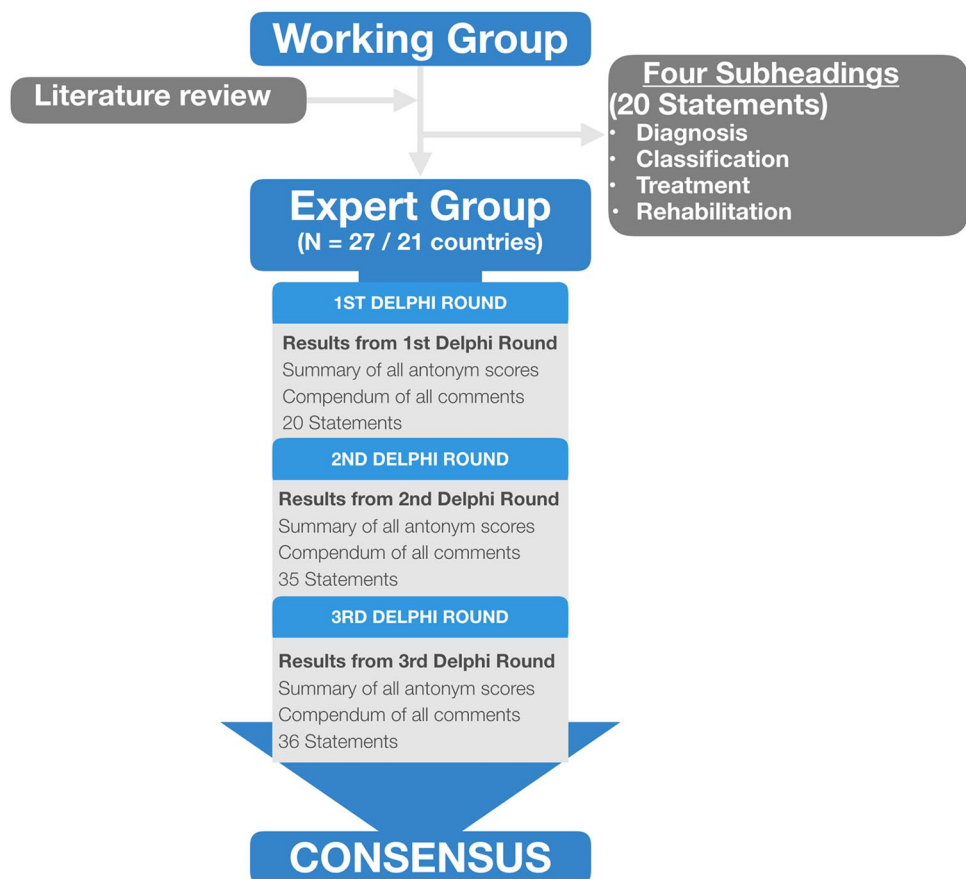 Working Group
Literature review
Four Subheadings
(20 Statements)
• Diagnosis
• Classification
• Treatment
• Rehabilitation
Expert Group
(N = 27 / 21 countries)
1ST DELPHI ROUND
Results from 1st Delphi Round
Summary of all antonym scores
Compendum of all comments
20 Statements
2ND DELPHI ROUND
Results from 2nd Delphi Round
Summary of all antonym scores
Compendum of all comments
35 Statements
3RD DELPHI ROUND
Results from 3rd Delphi Round
Summary of all antonym scores
Compendum of all comments
36 Statements
CONSENSUS